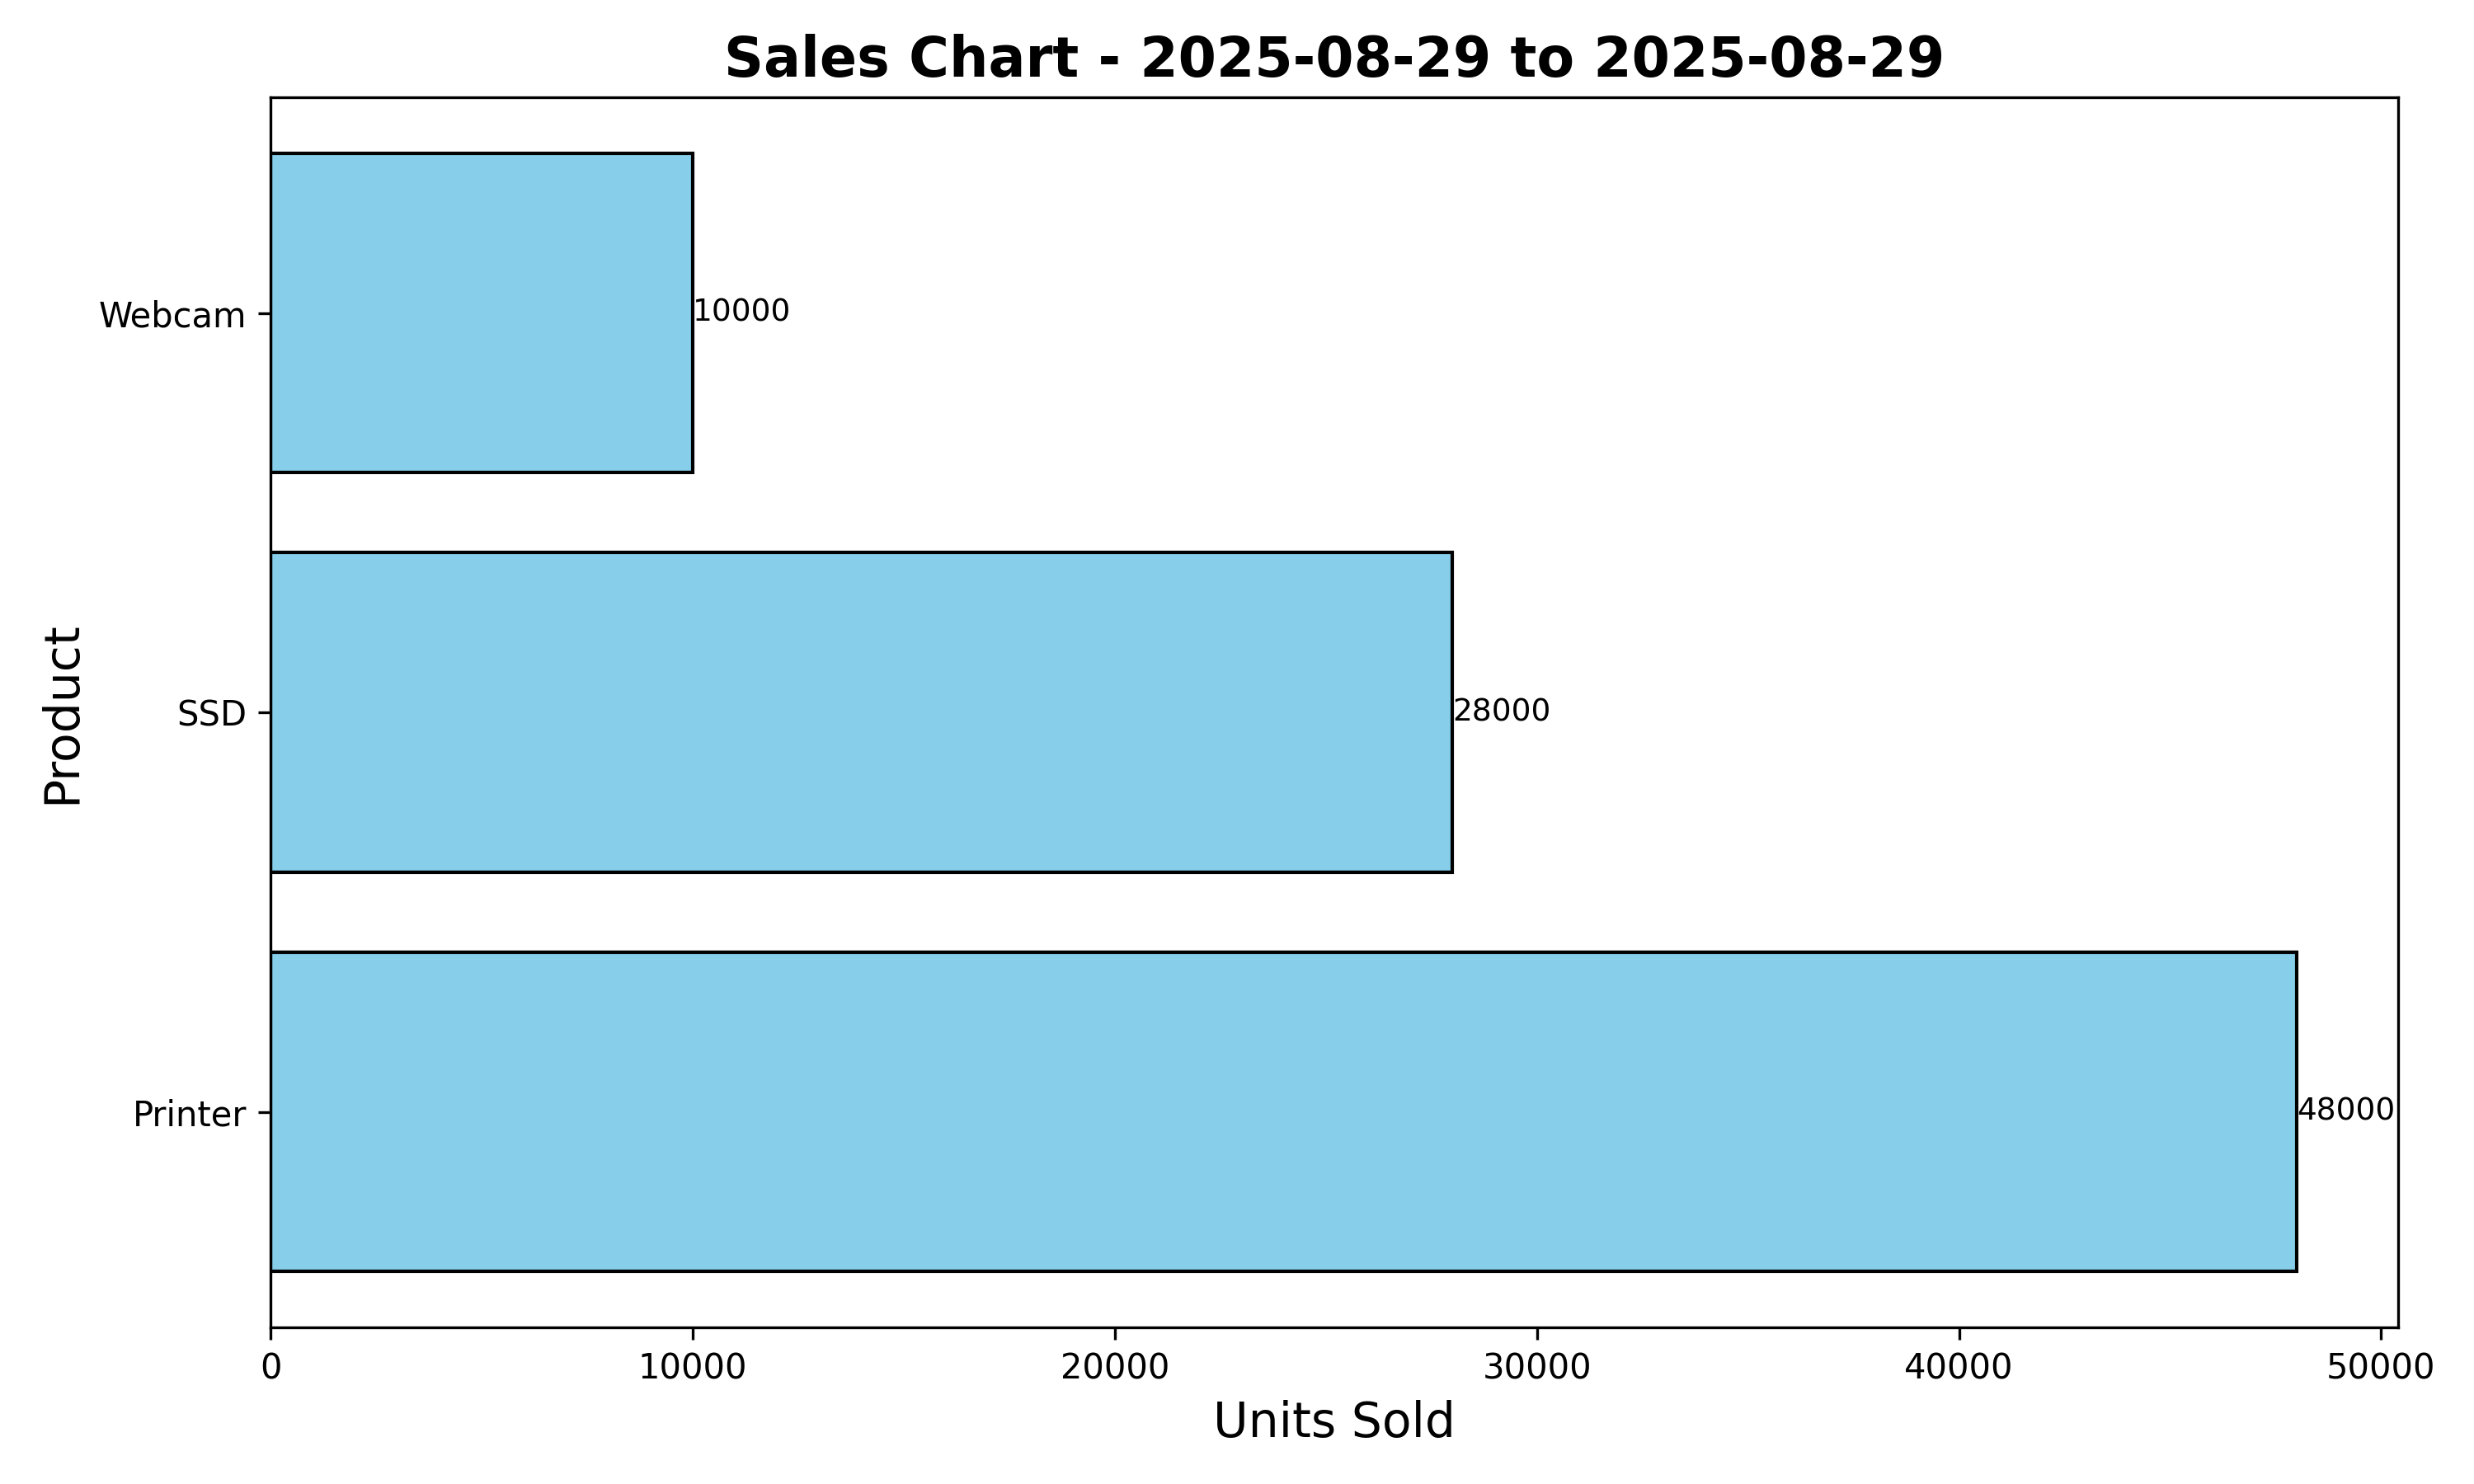 Sales Chart - 2025-08-29 to 2025-08-29
Webcam
10000
SSD
28000
Printer
48000
Product
0 10000 20000 30000 40000 50000
Units Sold